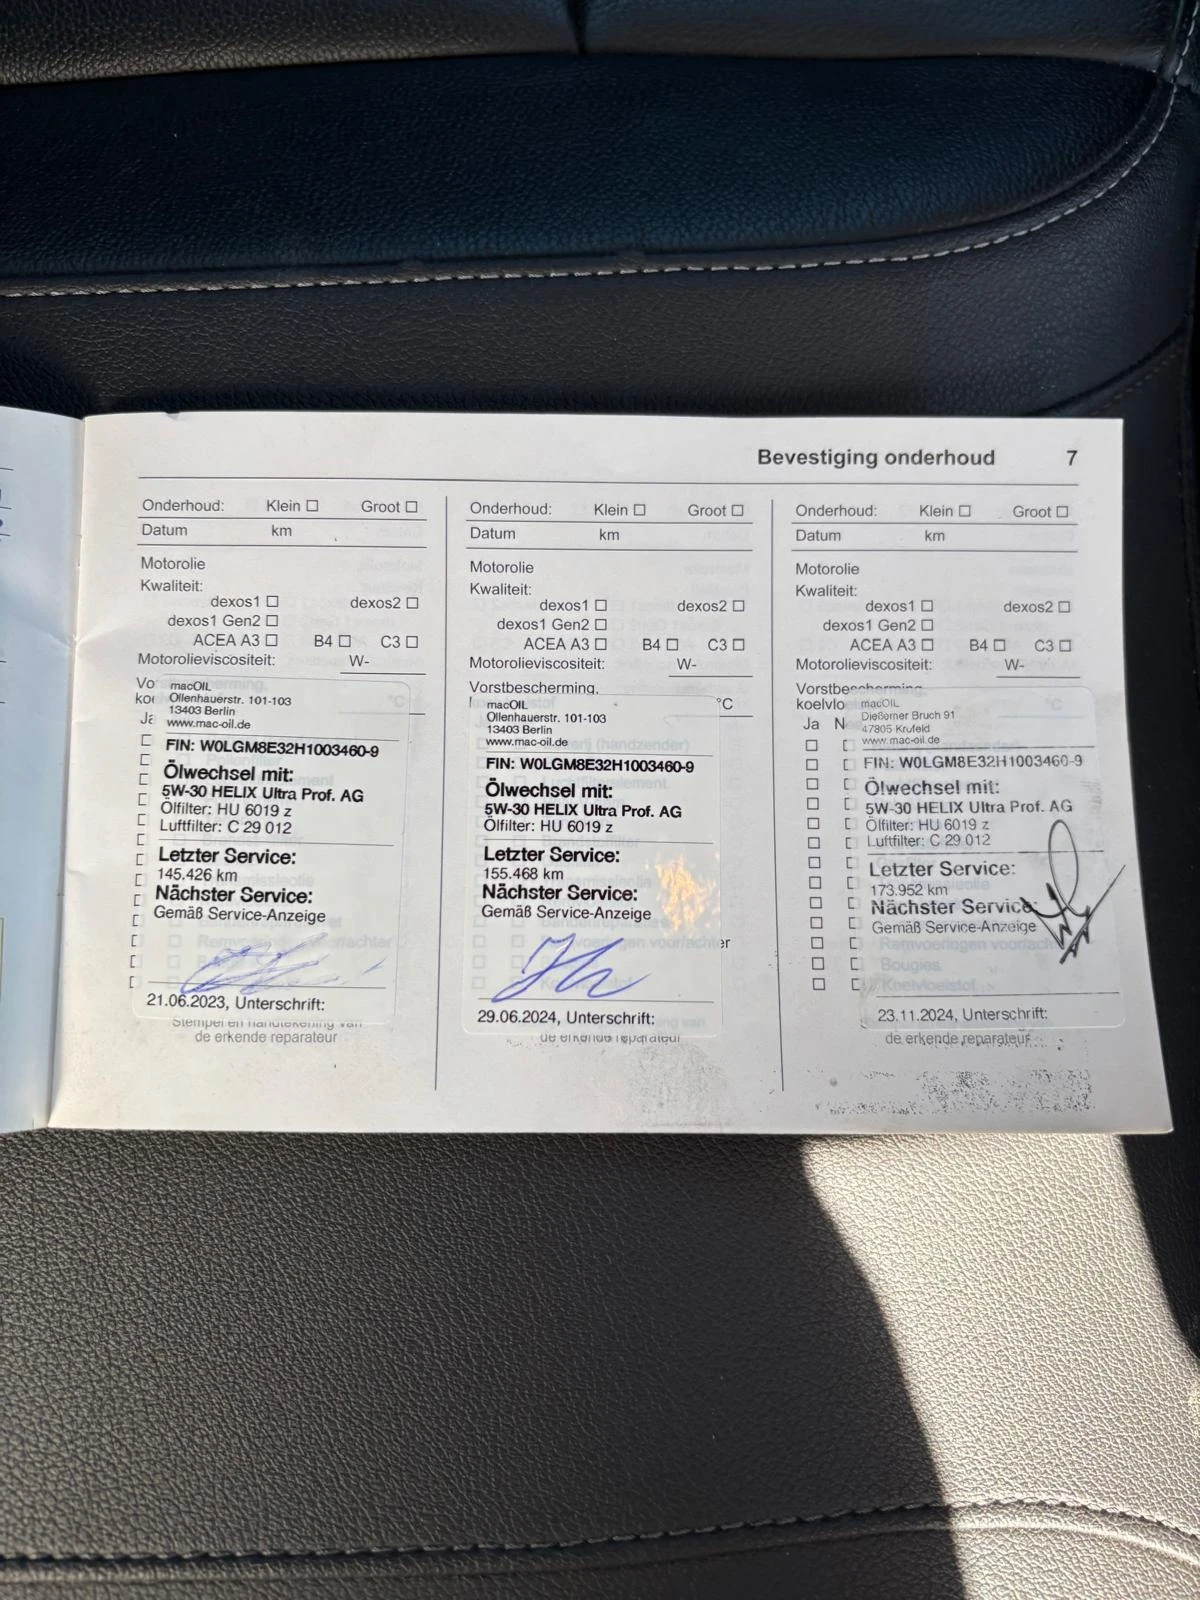 Bevestiging onderhoud 7
Onderhoud: Klein ☐ Groot ☐
Datum km
Motorolie
Kwaliteit:
dexos1 ☐ dexos2 ☐
dexos1 Gen2 ☐
ACEA A3 ☐ B4 ☐ C3 ☐
Motorolieviscositeit: W-
macOIL
Ollenhauerstr. 101-103
13403 Berlin
www.mac-oil.de
FIN: W0LGM8E32H1003460-9
Ölwechsel mit:
5W-30 HELIX Ultra Prof. AG
Ölfilter: HU 6019 z
Luftfilter: C 29 012
Letzter Service:
145.426 km
Nächster Service:
Gemäß Service-Anzeige
21.06.2023, Unterschrift:
Stempel en handtekening van
de erkende reparateur
Onderhoud: Klein ☐ Groot ☐
Datum km
Motorolie
Kwaliteit:
dexos1 ☐ dexos2 ☐
dexos1 Gen2 ☐
ACEA A3 ☐ B4 ☐ C3 ☐
Motorolieviscositeit: W-
Vorstbescherming,
°C
macOIL
Ollenhauerstr. 101-103
13403 Berlin
www.mac-oil.de
FIN: W0LGM8E32H1003460-9
Ölwechsel mit:
5W-30 HELIX Ultra Prof. AG
Ölfilter: HU 6019 z
Letzter Service:
155.468 km
Nächster Service:
Gemäß Service-Anzeige
29.06.2024, Unterschrift:
de erkende reparateur
Onderhoud: Klein ☐ Groot ☐
Datum km
Motorolie
Kwaliteit:
dexos1 ☐ dexos2 ☐
dexos1 Gen2 ☐
ACEA A3 ☐ B4 ☐ C3 ☐
Motorolieviscositeit: W-
Vorstbescherming,
koelvlo
Ja N
macOIL
Dießemer Bruch 91
47805 Krefeld
www.mac-oil.de
FIN: W0LGM8E32H1003460-9
Ölwechsel mit:
5W-30 HELIX Ultra Prof. AG
Ölfilter: HU 6019 z
Luftfilter: C 29 012
Letzter Service:
173.952 km
Nächster Service:
Gemäß Service-Anzeige
23.11.2024, Unterschrift:
de erkende reparateur